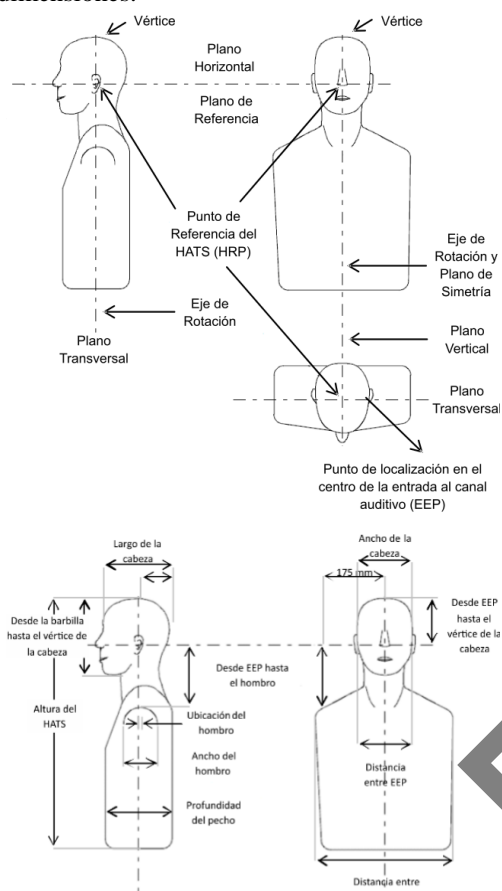 Vértice
Vértice
Plano
Horizontal
Plano de
Referencia
Punto de
Referencia del
HATS (HRP)
Eje de
Rotación y
Plano de
Simetría
Eje de
Rotación
Plano
Transversal
Plano
Vertical
Plano
Transversal
Punto de localización en el
centro de la entrada al canal
auditivo (EEP)
Largo de la
cabeza
Ancho de la
cabeza
175 mm
Desde la barbilla
hasta el vértice de
la cabeza
Desde EEP
hasta el
vértice de la
cabeza
Desde EEP hasta
el hombro
Altura del
HATS
Ubicación del
hombro
Ancho del
hombro
Distancia
entre EEP
Profundidad
del pecho
Distancia entre